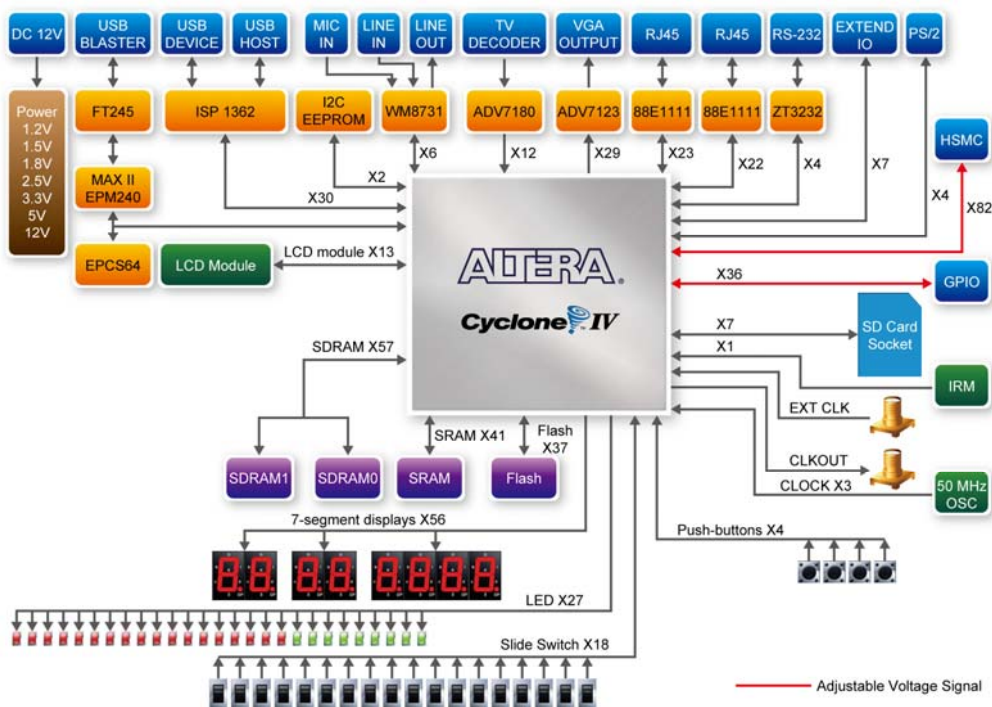 DC 12V
USB
BLASTER
USB
DEVICE
USB
HOST
MIC
IN
LINE
IN
LINE
OUT
TV
DECODER
VGA
OUTPUT
RJ45
RJ45
RS-232
EXTEND
IO
PS/2
Power
1.2V
1.5V
1.8V
2.5V
3.3V
5V
12V
FT245
ISP 1362
I2C
EEPROM
WM8731
ADV7180
ADV7123
88E1111
88E1111
ZT3232
HSMC
X6
X12
X29
X23
X22
X4
X7
X4
X82
MAX II
EPM240
X2
X30
EPCS64
LCD Module
LCD module X13
ALTERA®
Cyclone™ IV
X36
GPIO
X7
SD Card
Socket
X1
IRM
SDRAM X57
EXT CLK
SRAM X41
Flash
X37
CLKOUT
CLOCK X3
50 MHz
OSC
SDRAM1
SDRAM0
SRAM
Flash
7-segment displays X56
Push-buttons X4
LED X27
Slide Switch X18
Adjustable Voltage Signal